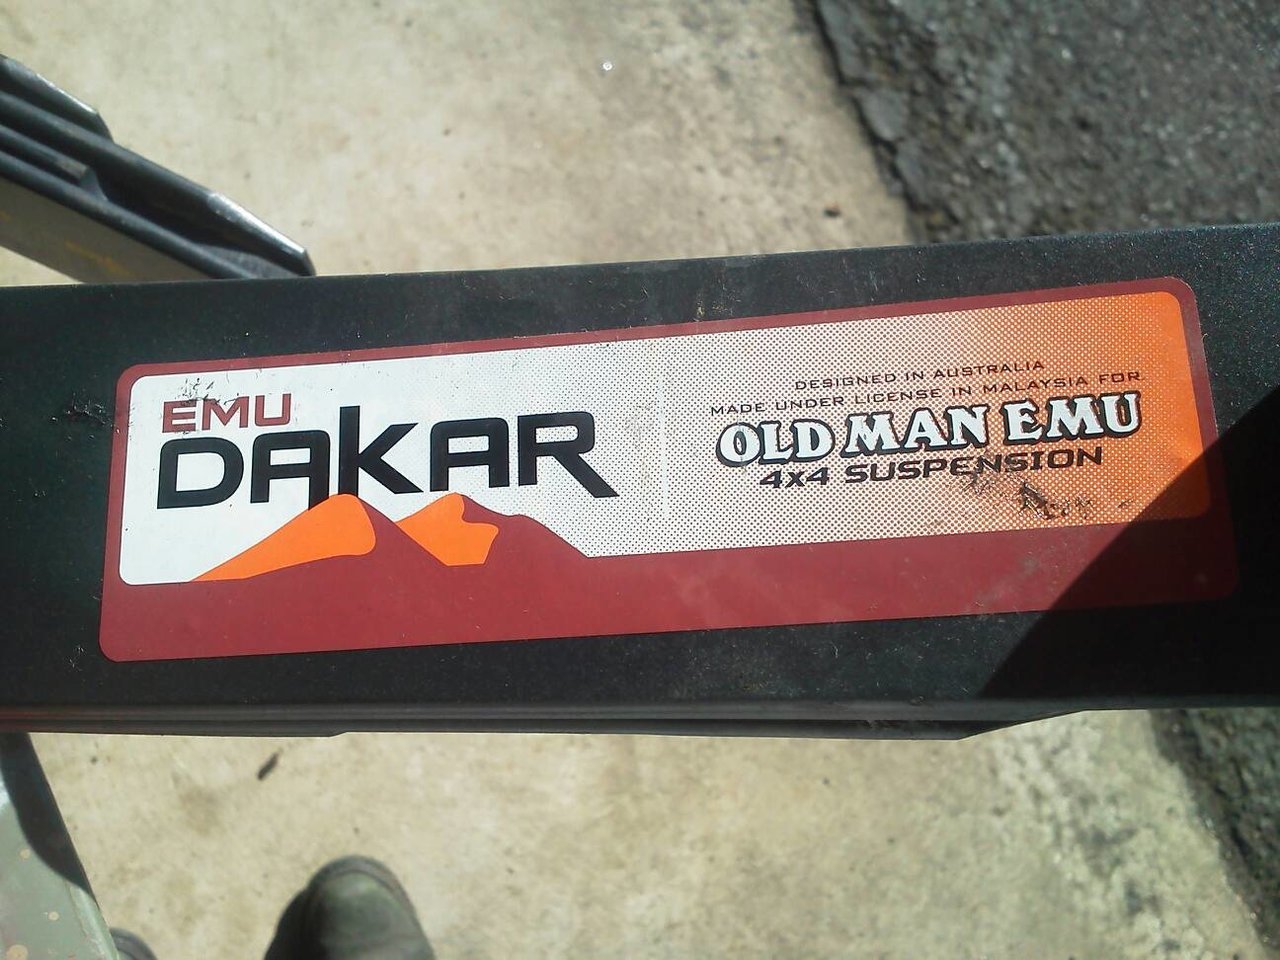 EMU
DAKAR
DESIGNED IN AUSTRALIA
MADE UNDER LICENSE IN MALAYSIA FOR
OLD MAN EMU
4x4 SUSPENSION